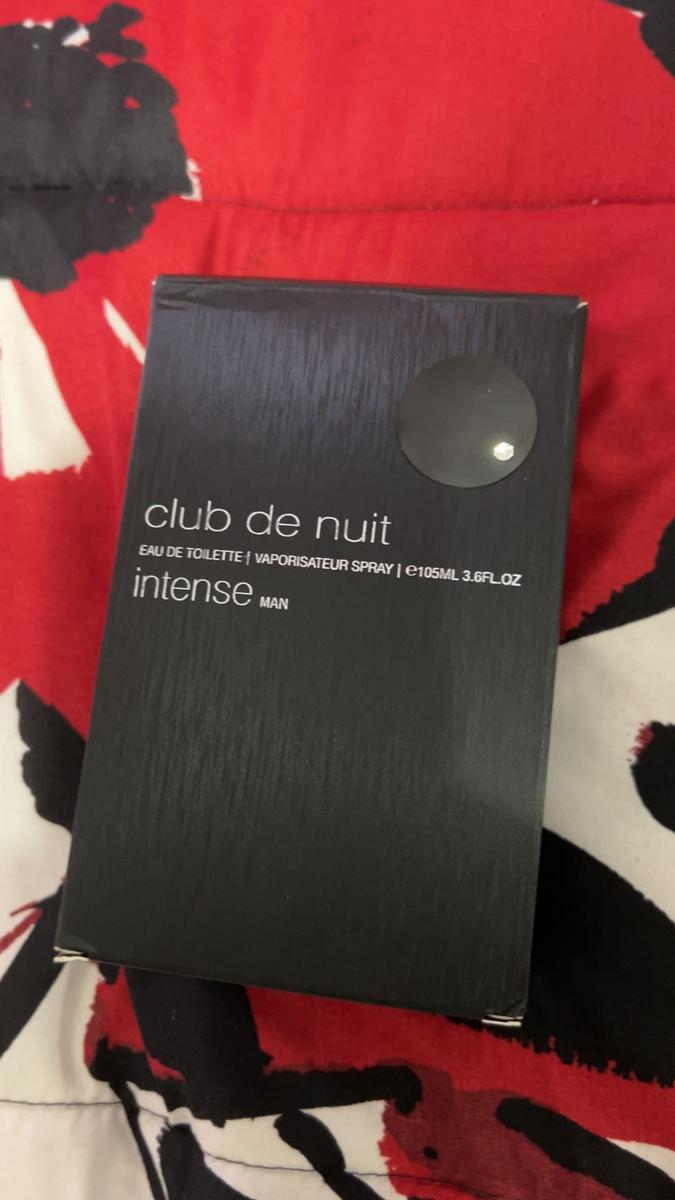 club de nuit
EAU DE TOILETTE | VAPORISATEUR SPRAY | ℮105ML 3.6FL.OZ
intense MAN